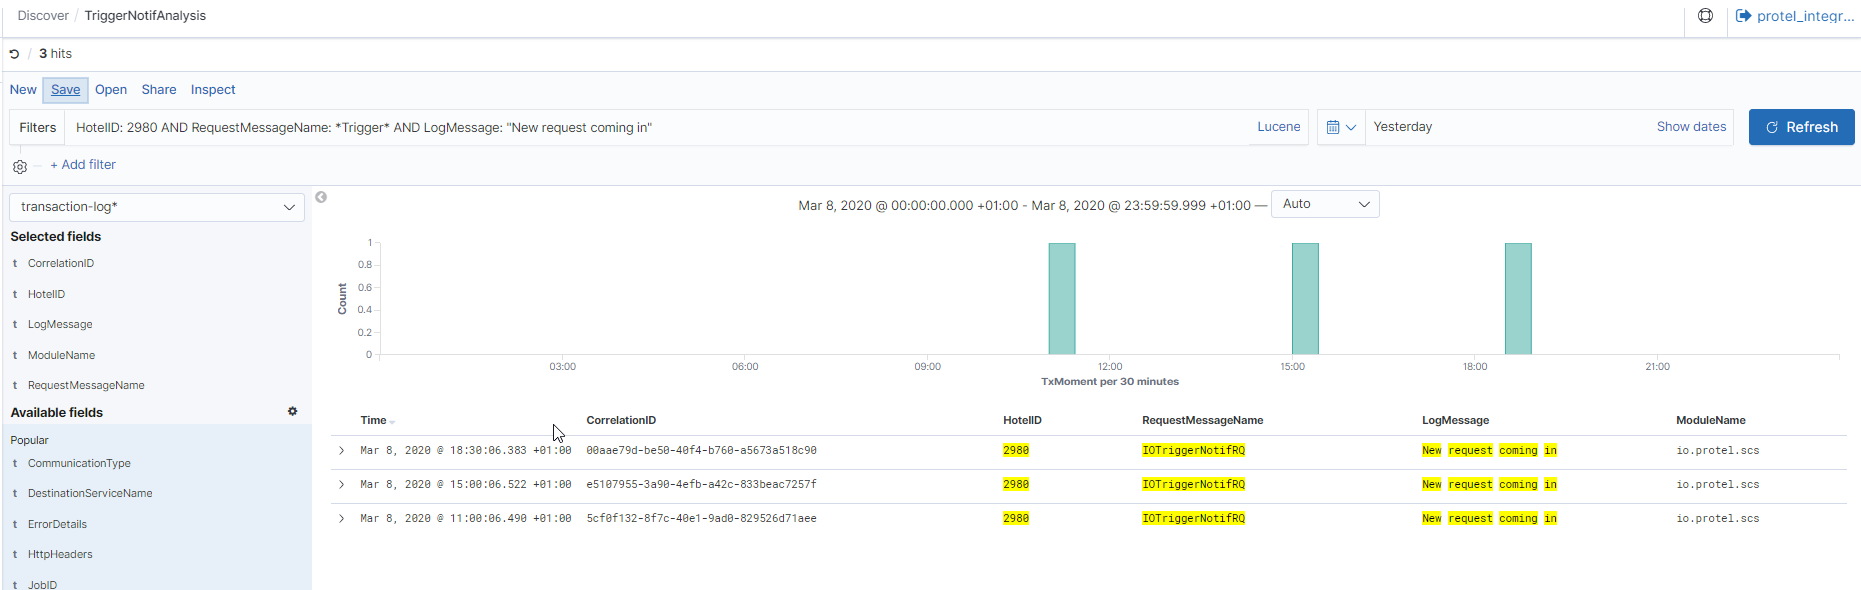 Discover / TriggerNotifAnalysis
protel_integr...
/ 3 hits
New Save Open Share Inspect
Filters HotelID: 2980 AND RequestMessageName: *Trigger* AND LogMessage: "New request coming in" Lucene Yesterday Show dates Refresh
+ Add filter
transaction-log*
Selected fields
t CorrelationID
t HotelID
t LogMessage
t ModuleName
t RequestMessageName
Available fields
Popular
t CommunicationType
t DestinationServiceName
t ErrorDetails
t HttpHeaders
t JobID
Mar 8, 2020 @ 00:00:00.000 +01:00 - Mar 8, 2020 @ 23:59:59.999 +01:00 — Auto
Count
1
0.8
0.6
0.4
0.2
0
03:00 06:00 09:00 12:00 15:00 18:00 21:00
TxMoment per 30 minutes
Time CorrelationID HotelID RequestMessageName LogMessage ModuleName
Mar 8, 2020 @ 18:30:06.383 +01:00 00aae79d-be50-40f4-b760-a5673a518c90 2980 IOTriggerNotifRQ New request coming in io.protel.scs
Mar 8, 2020 @ 15:00:06.522 +01:00 e5107955-3a90-4efb-a42c-833beac7257f 2980 IOTriggerNotifRQ New request coming in io.protel.scs
Mar 8, 2020 @ 11:00:06.490 +01:00 5cf0f132-8f7c-40e1-9ad0-829526d71aee 2980 IOTriggerNotifRQ New request coming in io.protel.scs